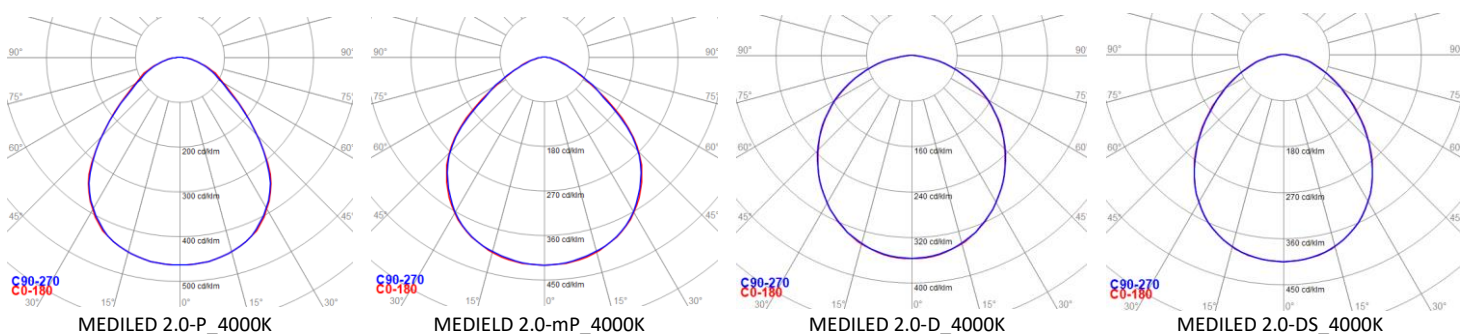 90° 90° 90° 90° 90° 90° 90° 90°
75° 75° 75° 75° 75° 75° 75° 75°
200 cd/klm 180 cd/klm 160 cd/klm 180 cd/klm
60° 60° 60° 60° 60° 60° 60° 60°
300 cd/klm 270 cd/klm 240 cd/klm 270 cd/klm
45° 45° 45° 45° 45° 45° 45°
400 cd/klm 360 cd/klm 320 cd/klm 360 cd/klm
500 cd/klm 450 cd/klm 400 cd/klm 450 cd/klm
C90-270 C90-270 C90-270 C90-270
C0-180 C0-180 C0-180 C0-180
30° 15° 0° 15° 30° 30° 15° 0° 15° 30° 30° 15° 0° 15° 30° 30° 15° 0° 15° 30°
MEDILED 2.0-P_4000K MEDIELD 2.0-mP_4000K MEDILED 2.0-D_4000K MEDILED 2.0-DS_4000K